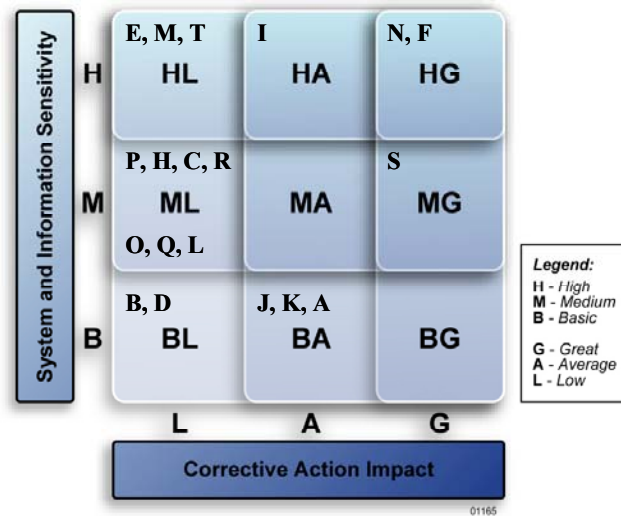 System and Information Sensitivity
H
E, M, T
HL
I
HA
N, F
HG
M
P, H, C, R
ML
O, Q, L
MA
S
MG
B
B, D
BL
J, K, A
BA
BG
L
A
G
Corrective Action Impact
Legend:
H - High
M - Medium
B - Basic
G - Great
A - Average
L - Low
01165